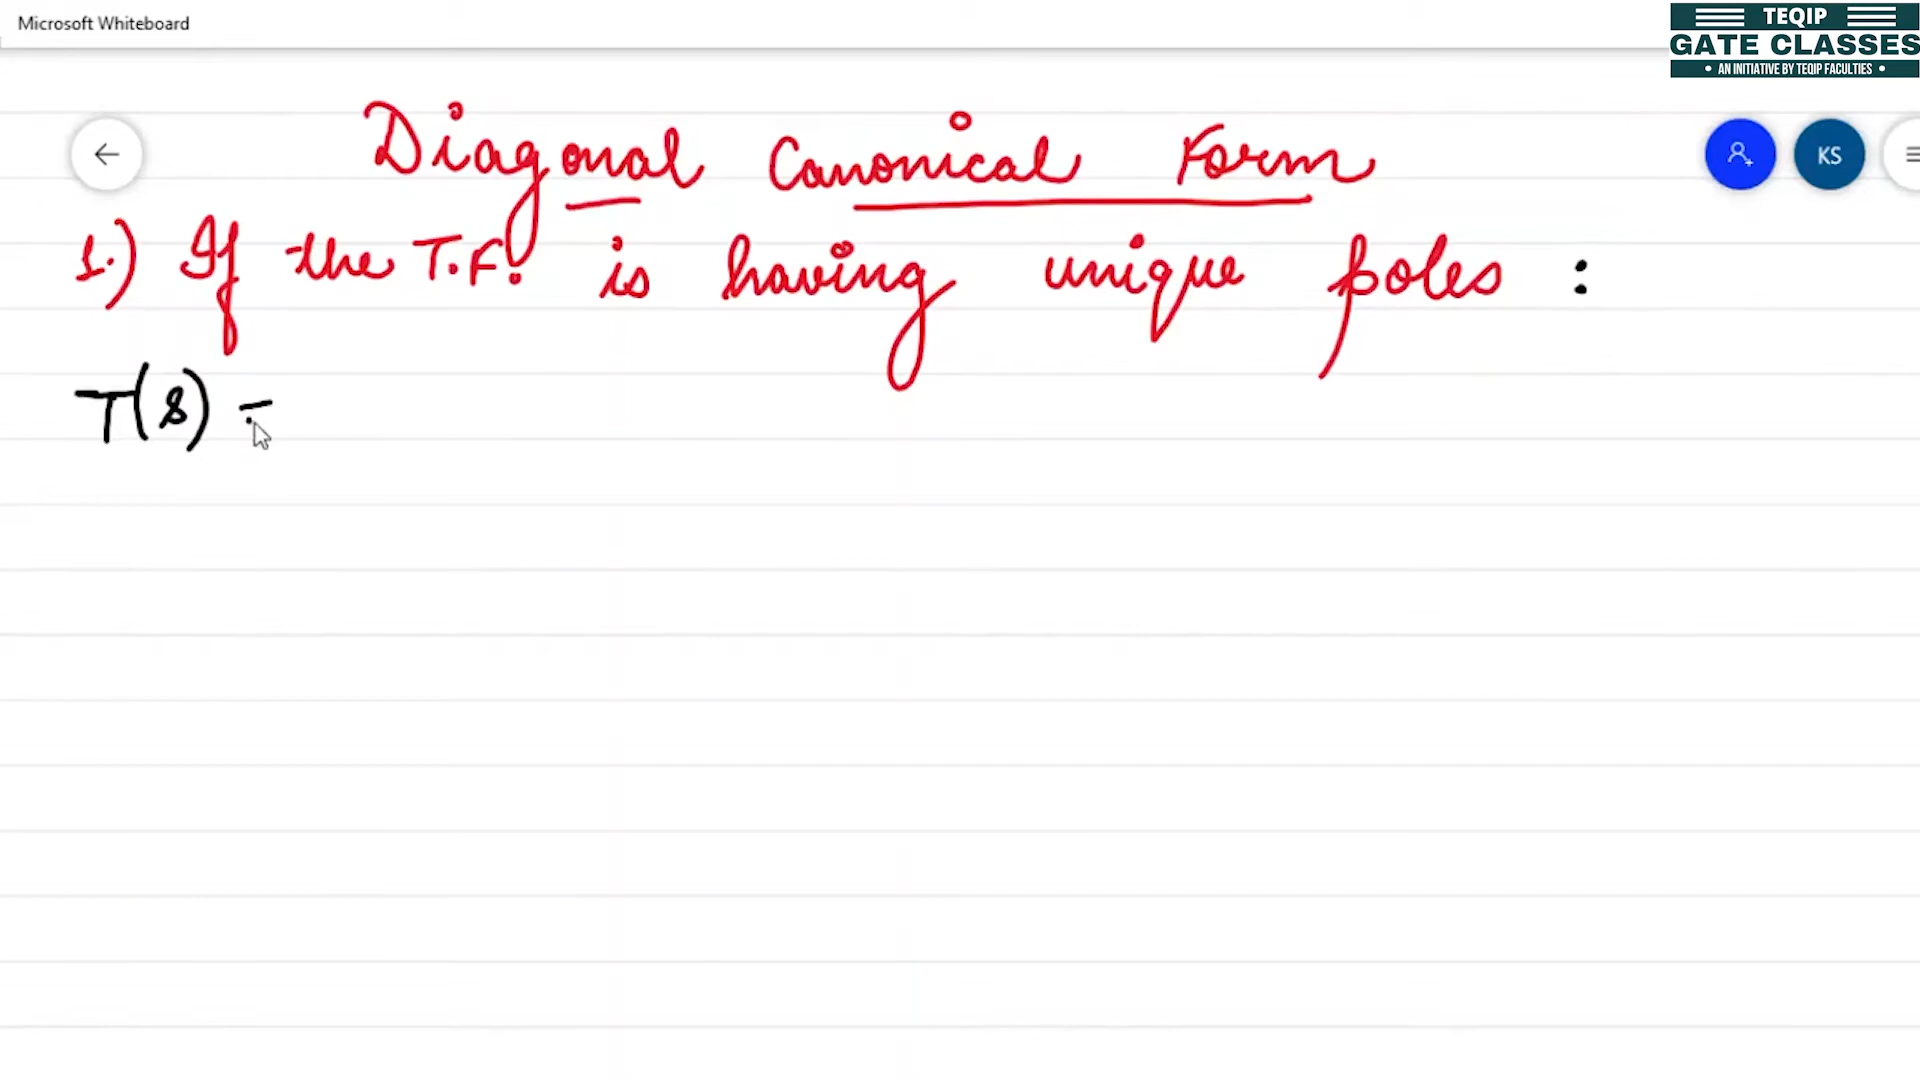 Microsoft Whiteboard
TEQIP
GATE CLASSES
• AN INITIATIVE BY TEQIP FACULTIES •
Diagonal Canonical Form
KS
1.) If the T.F. is having unique poles :
T(s) =